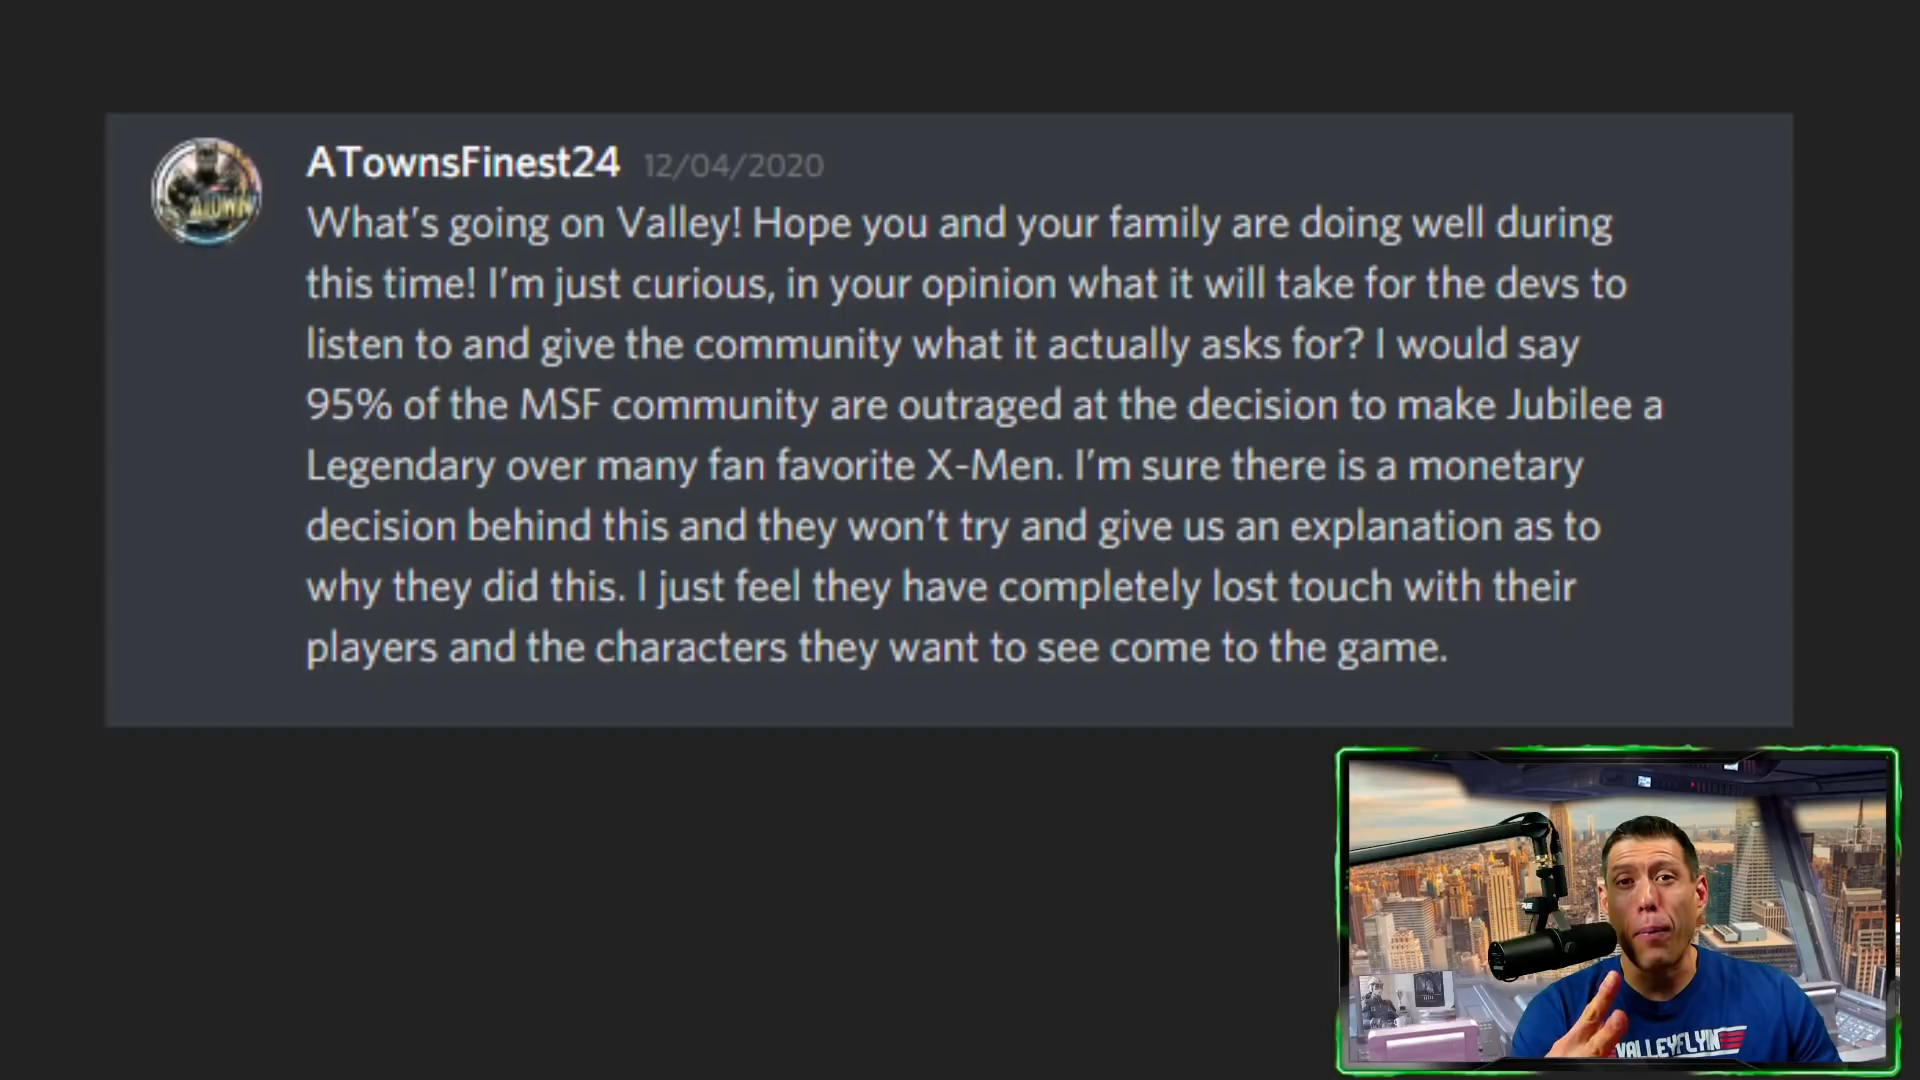 ATownsFinest24 12/04/2020
What's going on Valley! Hope you and your family are doing well during
this time! I'm just curious, in your opinion what it will take for the devs to
listen to and give the community what it actually asks for? I would say
95% of the MSF community are outraged at the decision to make Jubilee a
Legendary over many fan favorite X-Men. I'm sure there is a monetary
decision behind this and they won't try and give us an explanation as to
why they did this. I just feel they have completely lost touch with their
players and the characters they want to see come to the game.
ATOWN
VALLEYFLYIN